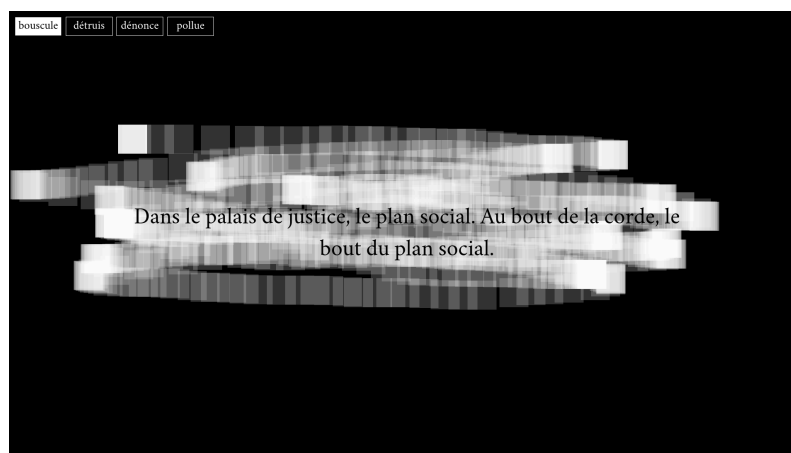 bouscule
détruis
dénonce
pollue
Dans le palais de justice, le plan social. Au bout de la corde, le
bout du plan social.